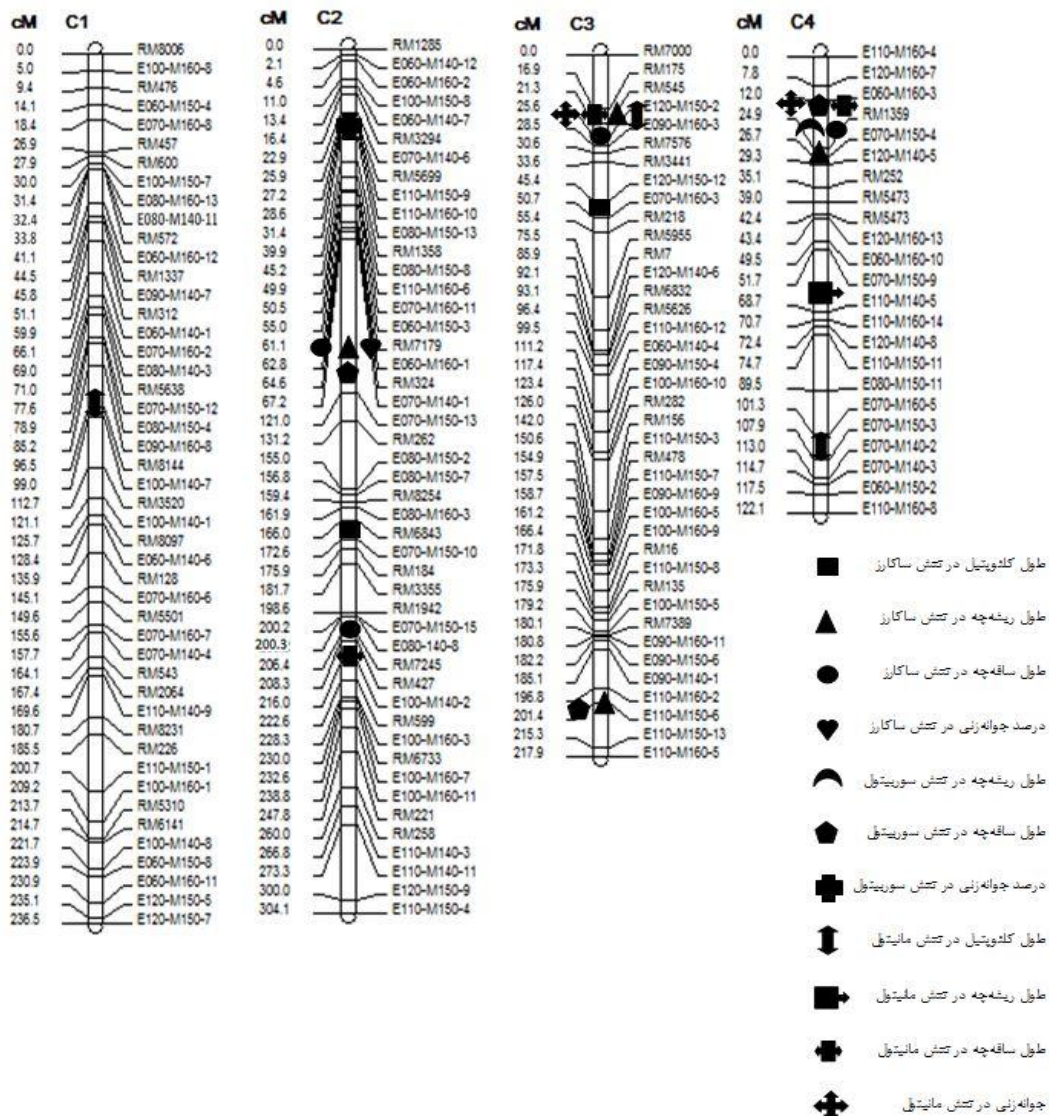 cM C1
0.0 RM8006
5.0 E100-M160-8
9.4 RM476
14.1 E060-M150-4
18.4 E070-M160-8
26.9 RM457
27.9 RM600
30.0 E100-M150-7
31.4 E080-M160-13
32.4 E080-M140-11
33.8 RM572
41.1 E060-M160-12
44.5 RM1337
45.8 E090-M140-7
51.1 RM312
59.9 E060-M140-1
66.1 E070-M160-2
69.0 E080-M140-3
71.0 RM5638
77.6 E070-M150-12
78.9 E080-M150-4
85.2 E090-M160-8
96.5 RM8144
99.0 E100-M140-7
112.7 RM3520
121.1 E100-M140-1
125.7 RM8097
128.4 E060-M140-6
135.9 RM128
145.1 E070-M160-6
149.6 RM5501
155.6 E070-M160-7
157.7 E070-M140-4
164.1 RM543
167.4 RM2064
169.6 E110-M140-9
180.7 RM8231
185.5 RM226
200.7 E110-M150-1
209.2 E100-M160-1
213.7 RM5310
214.7 RM6141
221.7 E100-M140-8
223.9 E060-M150-8
230.9 E060-M160-11
235.1 E120-M150-5
236.5 E120-M150-7
cM C2
0.0 RM1285
2.1 E060-M140-12
4.6 E060-M160-2
11.0 E100-M150-8
13.4 E060-M140-7
16.4 RM3294
22.9 E070-M140-6
25.9 RM5699
27.2 E110-M150-9
28.6 E110-M160-10
31.4 E080-M150-13
39.9 RM1358
45.2 E080-M150-8
49.9 E110-M160-6
50.5 E070-M160-11
55.0 E060-M150-3
61.1 RM7179
62.8 E060-M160-1
64.6 RM324
67.2 E070-M140-1
121.0 E070-M150-13
131.2 RM262
155.0 E080-M150-2
156.8 E080-M150-7
159.4 RM8254
161.9 E080-M160-3
166.0 RM6843
172.6 E070-M150-10
175.9 RM184
181.7 RM3355
198.6 RM1942
200.2 E070-M150-15
200.3 E080-140-8
206.4 RM7245
208.3 RM427
216.0 E100-M140-2
222.6 RM599
228.3 E100-M160-3
230.0 RM6733
232.6 E100-M160-7
238.8 E100-M160-11
247.8 RM221
260.0 RM258
266.8 E110-M140-3
273.3 E110-M140-11
300.0 E120-M150-9
304.1 E110-M150-4
cM C3
0.0 RM7000
16.9 RM175
21.3 RM545
25.6 E120-M150-2
28.5 E090-M160-3
30.6 RM7576
33.6 RM3441
45.4 E120-M150-12
50.7 E070-M160-3
55.4 RM218
75.5 RM5955
85.9 RM7
92.1 E120-M140-6
93.1 RM6832
96.4 RM5626
99.5 E110-M160-12
111.2 E060-M140-4
117.4 E090-M150-4
123.4 E100-M160-10
126.0 RM282
142.0 RM156
150.6 E110-M150-3
154.9 RM478
157.5 E110-M150-7
158.7 E090-M160-9
161.2 E100-M160-5
166.4 E100-M160-9
171.8 RM16
173.3 E110-M150-8
175.9 RM135
179.2 E100-M150-5
180.1 RM7389
180.8 E090-M160-11
182.2 E090-M150-6
185.1 E090-M140-1
196.8 E110-M160-2
201.4 E110-M150-6
215.3 E110-M150-13
217.9 E110-M160-5
cM C4
0.0 E110-M160-4
7.8 E120-M160-7
12.0 E060-M160-3
24.9 RM1359
26.7 E070-M150-4
29.3 E120-M140-5
35.1 RM252
39.0 RM5473
42.4 RM5473
43.4 E120-M160-13
49.5 E060-M160-10
51.7 E070-M150-9
68.7 E110-M140-5
70.7 E110-M160-14
72.4 E120-M140-8
74.7 E110-M150-11
89.5 E080-M150-11
101.3 E070-M160-5
107.9 E070-M150-3
113.0 E070-M140-2
114.7 E070-M140-3
117.5 E060-M150-2
122.1 E110-M160-8
طول کلئوپتیل در تنش ساکارز
طول ریشهچه در تنش ساکارز
طول ساقهچه در تنش ساکارز
درصد جوانهزنی در تنش ساکارز
طول ریشهچه در تنش سوربیتول
طول ساقهچه در تنش سوربیتول
درصد جوانهزنی در تنش سوربیتول
طول کلئوپتیل در تنش مانیتول
طول ریشهچه در تنش مانیتول
طول ساقهچه در تنش مانیتول
جوانهزنی در تنش مانیتول